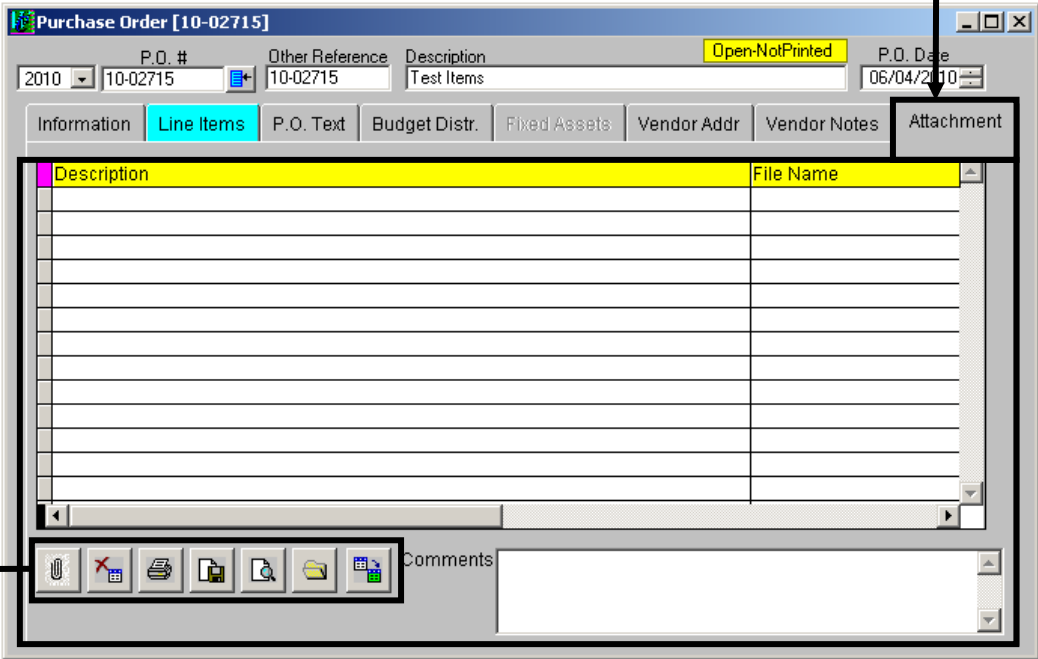 Purchase Order [10-02715]
P.O. # Other Reference Description Open-NotPrinted P.O. Date
2010 10-02715 10-02715 Test Items 06/04/2010
Information Line Items P.O. Text Budget Distr. Fixed Assets Vendor Addr Vendor Notes Attachment
Description File Name
Comments